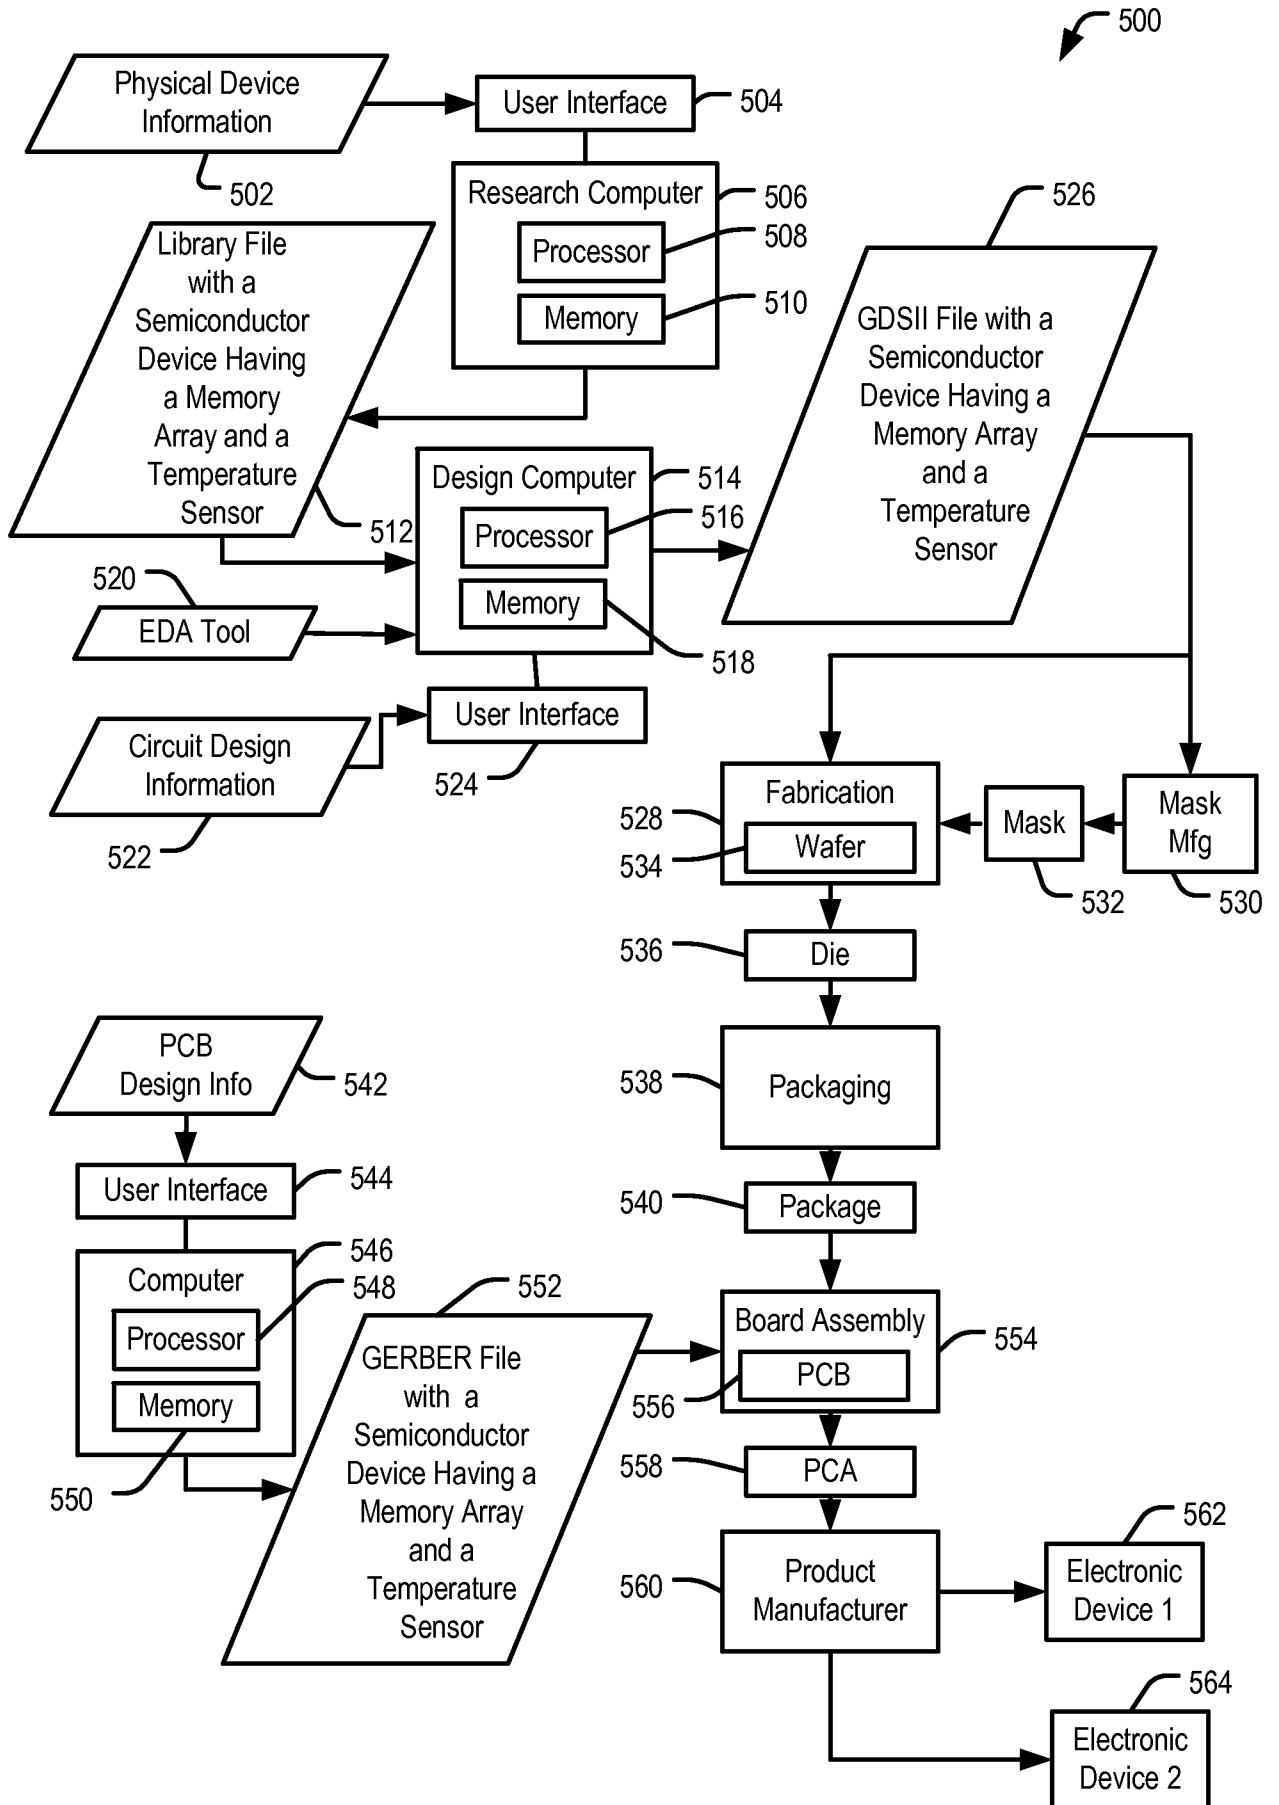 500
Physical Device
Information
502
User Interface
504
Research Computer
506
Processor
508
Memory
510
Library File
with a
Semiconductor
Device Having
a Memory
Array and a
Temperature
Sensor
512
Design Computer
514
Processor
516
Memory
518
520
EDA Tool
Circuit Design
Information
522
User Interface
524
526
GDSII File with a
Semiconductor
Device Having a
Memory Array
and a
Temperature
Sensor
Fabrication
528
Wafer
534
Mask
532
Mask
Mfg
530
536
Die
538
Packaging
540
Package
PCB
Design Info
542
User Interface
544
Computer
546
Processor
548
Memory
550
552
GERBER File
with a
Semiconductor
Device Having a
Memory Array
and a
Temperature
Sensor
Board Assembly
554
PCB
556
558
PCA
560
Product
Manufacturer
562
Electronic
Device 1
564
Electronic
Device 2